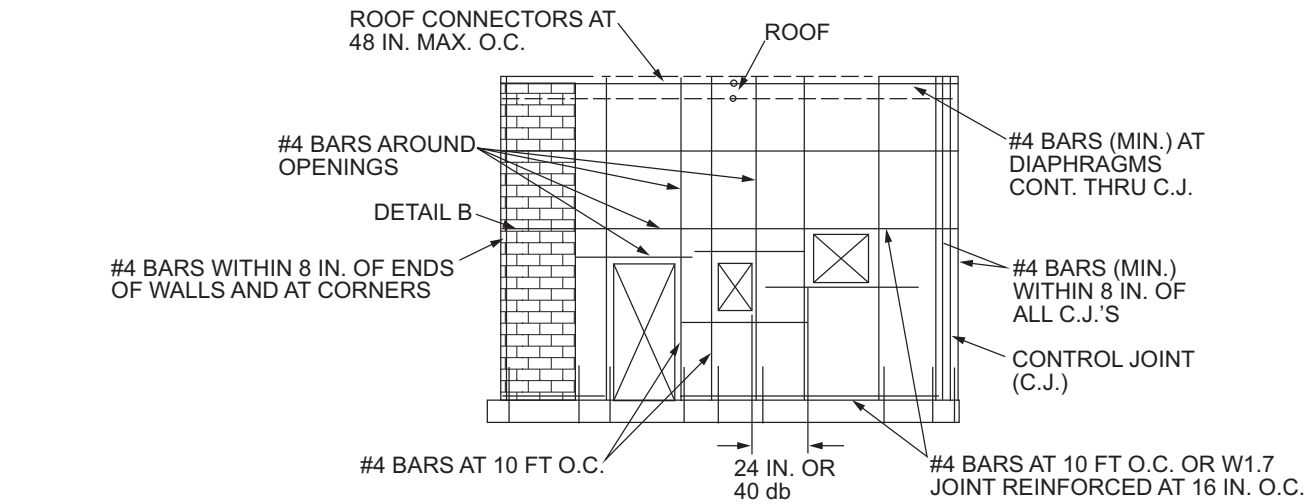 ROOF CONNECTORS AT
48 IN. MAX. O.C.
ROOF
#4 BARS AROUND
OPENINGS
#4 BARS (MIN.) AT
DIAPHRAGMS
CONT. THRU C.J.
DETAIL B
#4 BARS WITHIN 8 IN. OF ENDS
OF WALLS AND AT CORNERS
#4 BARS (MIN.)
WITHIN 8 IN. OF
ALL C.J.'S
CONTROL JOINT
(C.J.)
#4 BARS AT 10 FT O.C.
24 IN. OR
40 db
#4 BARS AT 10 FT O.C. OR W1.7
JOINT REINFORCED AT 16 IN. O.C.